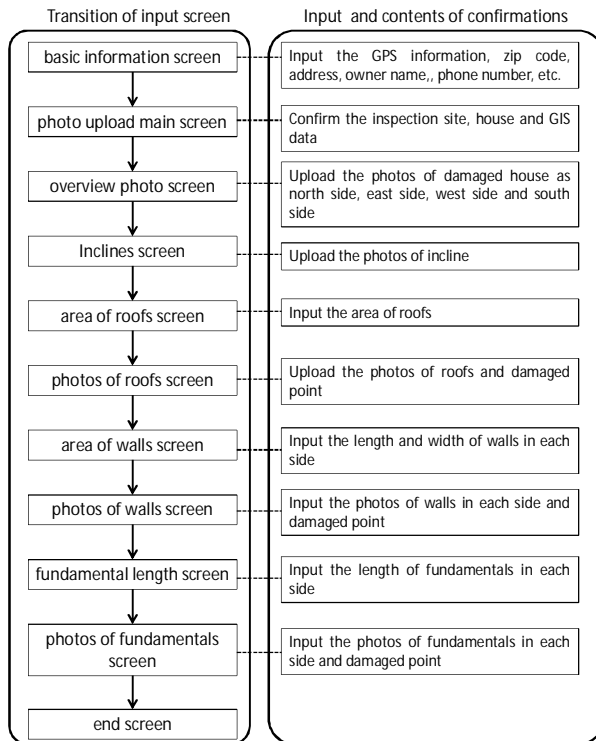 Transition of input screen
Input and contents of confirmations
basic information screen
Input the GPS information, zip code,
address, owner name,, phone number, etc.
photo upload main screen
Confirm the inspection site, house and GIS
data
overview photo screen
Upload the photos of damaged house as
north side, east side, west side and south
side
Inclines screen
Upload the photos of incline
area of roofs screen
Input the area of roofs
photos of roofs screen
Upload the photos of roofs and damaged
point
area of walls screen
Input the length and width of walls in each
side
photos of walls screen
Input the photos of walls in each side and
damaged point
fundamental length screen
Input the length of fundamentals in each
side
photos of fundamentals
screen
Input the photos of fundamentals in each
side and damaged point
end screen